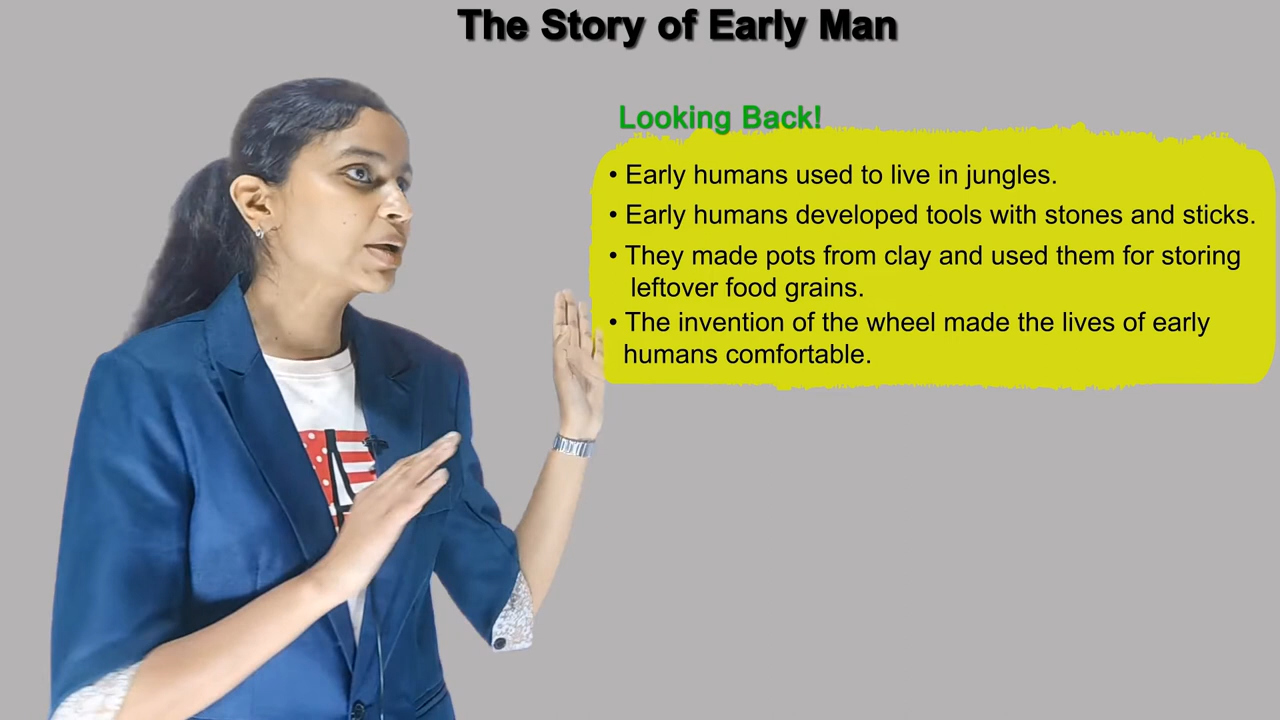 The Story of Early Man
Looking Back!
• Early humans used to live in jungles.
• Early humans developed tools with stones and sticks.
• They made pots from clay and used them for storing
leftover food grains.
• The invention of the wheel made the lives of early
humans comfortable.